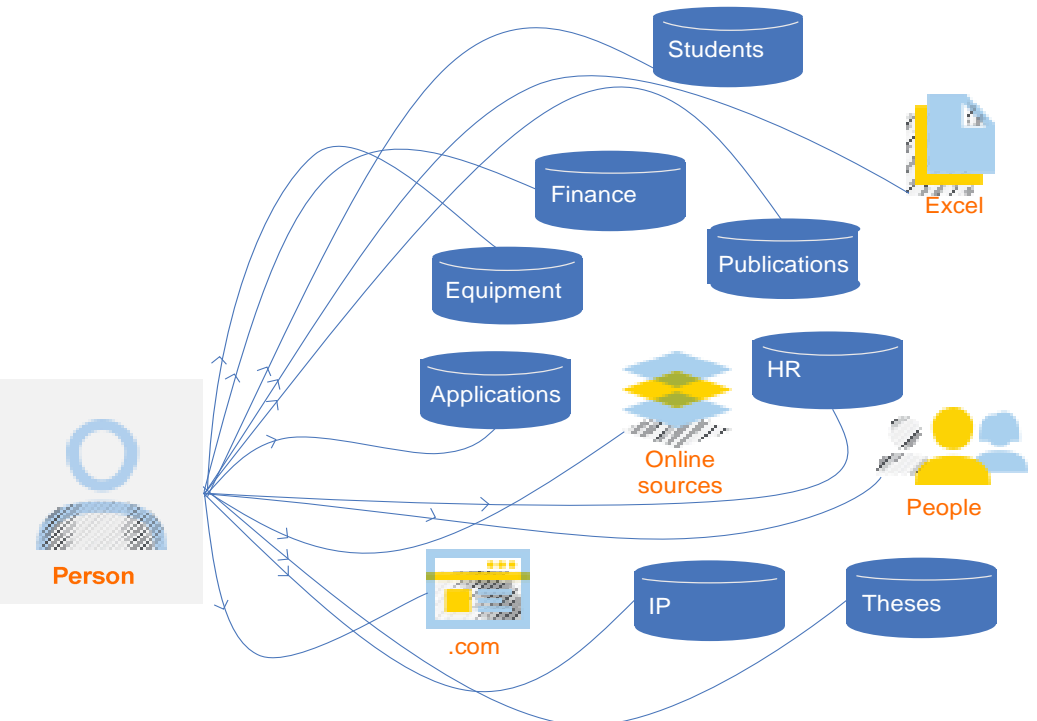 Students
Excel
Finance
Publications
Equipment
HR
Applications
Online
sources
People
Person
IP
Theses
.com